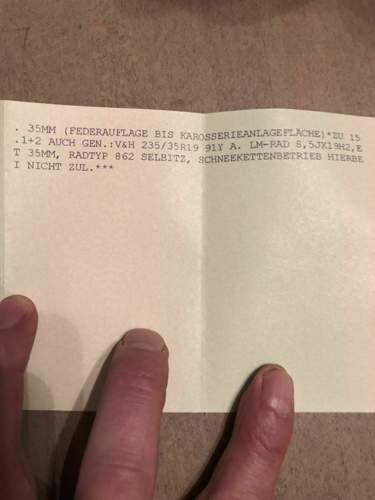 . 35MM (FEDERAUFLAGE BIS KAROSSERIEANLAGEFLÄCHE)*ZU 15
.1+2 AUCH GEN.:V&H 235/35R19 91Y A. LM-RAD 8,5JX19H2,E
T 35MM, RADTYP 862 SELBITZ, SCHNEEKETTENBETRIEB HIERBE
I NICHT ZUL.***